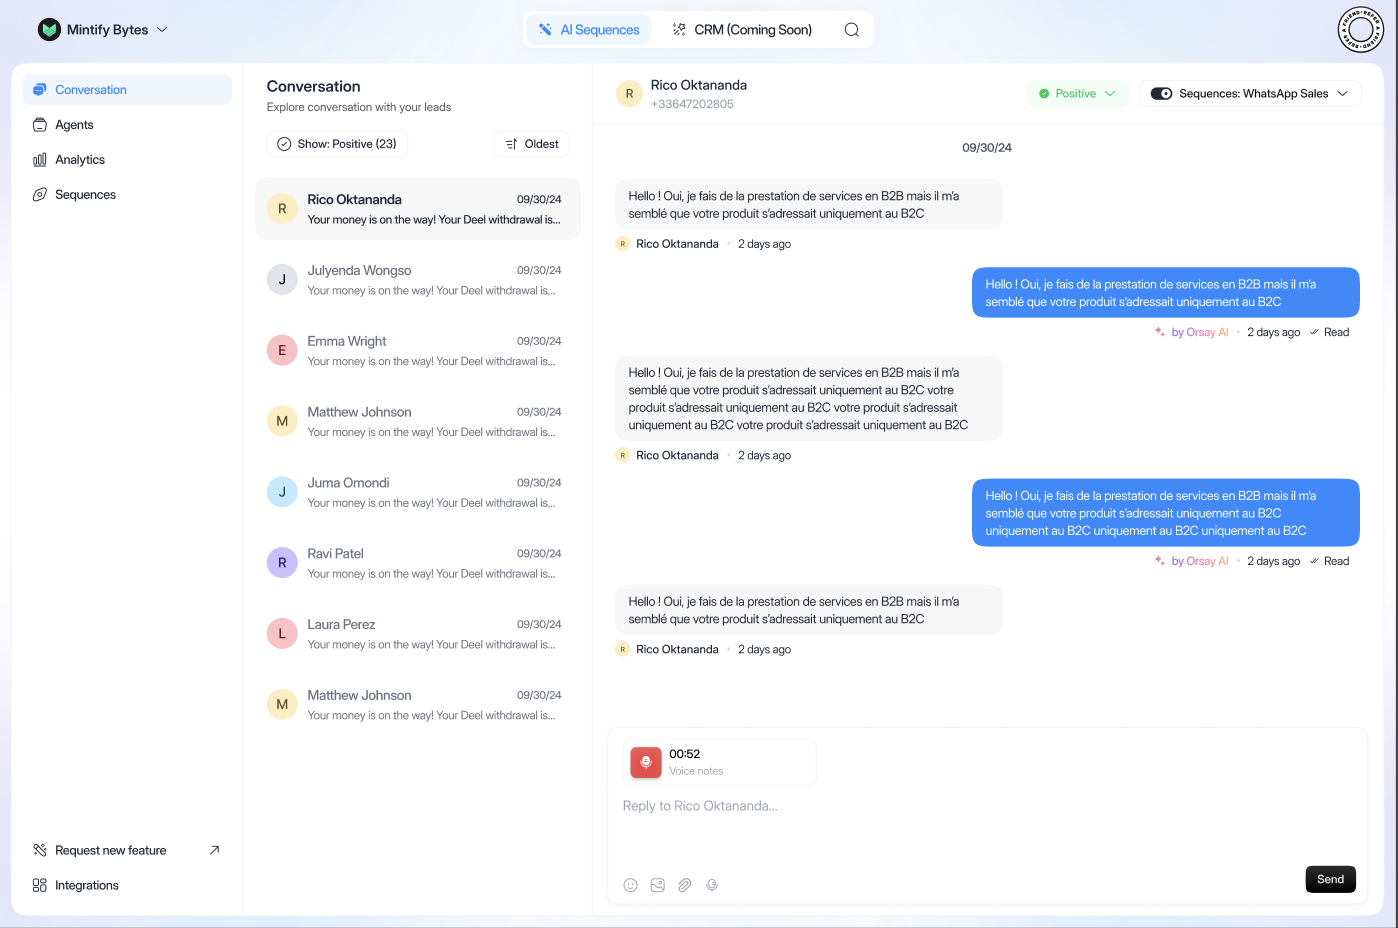 Mintify Bytes
AI Sequences
CRM (Coming Soon)
REFER A FRIEND • REFER A FRIEND •
Conversation
Agents
Analytics
Sequences
Request new feature
Integrations
Conversation
Explore conversation with your leads
Show: Positive (23)
Oldest
R
Rico Oktananda
09/30/24
Your money is on the way! Your Deel withdrawal is...
J
Julyenda Wongso
09/30/24
Your money is on the way! Your Deel withdrawal is...
E
Emma Wright
09/30/24
Your money is on the way! Your Deel withdrawal is...
M
Matthew Johnson
09/30/24
Your money is on the way! Your Deel withdrawal is...
J
Juma Omondi
09/30/24
Your money is on the way! Your Deel withdrawal is...
R
Ravi Patel
09/30/24
Your money is on the way! Your Deel withdrawal is...
L
Laura Perez
09/30/24
Your money is on the way! Your Deel withdrawal is...
M
Matthew Johnson
09/30/24
Your money is on the way! Your Deel withdrawal is...
R
Rico Oktananda
+33647202805
Positive
Sequences: WhatsApp Sales
09/30/24
Hello ! Oui, je fais de la prestation de services en B2B mais il m'a
semblé que votre produit s'adressait uniquement au B2C
R Rico Oktananda • 2 days ago
Hello ! Oui, je fais de la prestation de services en B2B mais il m'a
semblé que votre produit s'adressait uniquement au B2C
by Orsay AI • 2 days ago Read
Hello ! Oui, je fais de la prestation de services en B2B mais il m'a
semblé que votre produit s'adressait uniquement au B2C votre
produit s'adressait uniquement au B2C votre produit s'adressait
uniquement au B2C votre produit s'adressait uniquement au B2C
R Rico Oktananda • 2 days ago
Hello ! Oui, je fais de la prestation de services en B2B mais il m'a
semblé que votre produit s'adressait uniquement au B2C
uniquement au B2C uniquement au B2C uniquement au B2C
by Orsay AI • 2 days ago Read
Hello ! Oui, je fais de la prestation de services en B2B mais il m'a
semblé que votre produit s'adressait uniquement au B2C
R Rico Oktananda • 2 days ago
00:52
Voice notes
Reply to Rico Oktananda...
Send